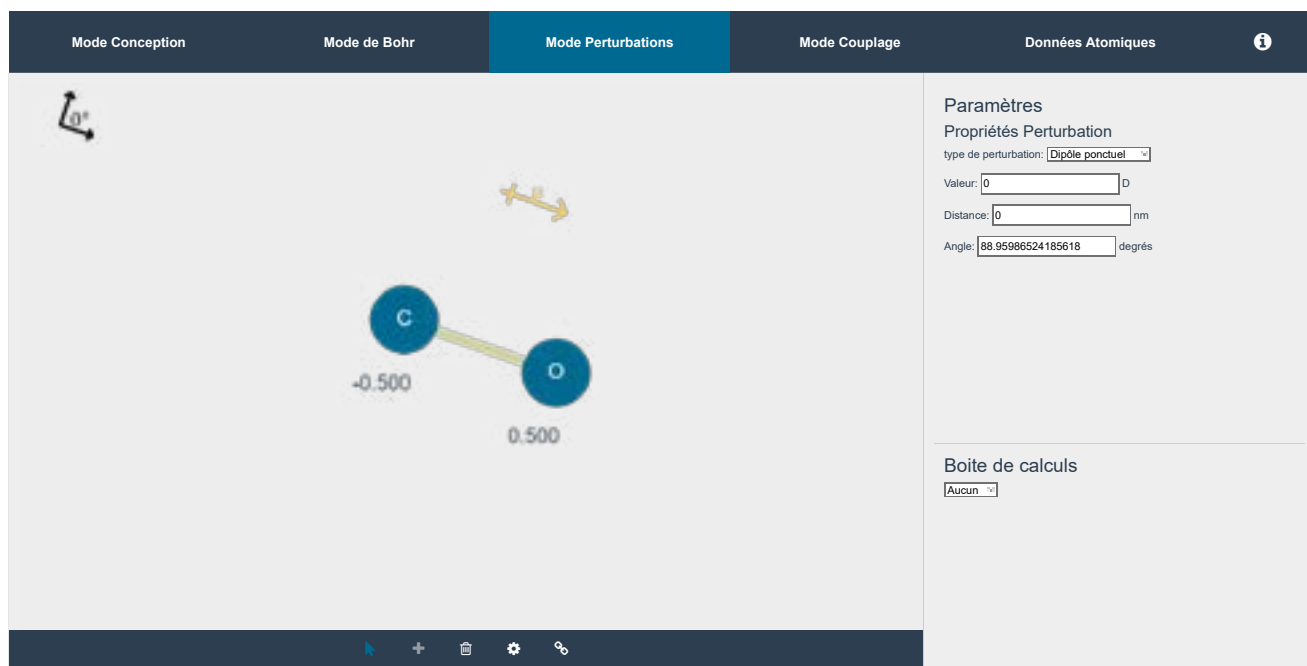 Mode Conception Mode de Bohr Mode Perturbations Mode Couplage Données Atomiques
0°
Paramètres
Propriétés Perturbation
type de perturbation: Dipôle ponctuel
Valeur: 0 D
Distance: 0 nm
Angle: 88.95986524185618 degrés
C
-0.500
O
0.500
Boite de calculs
Aucun